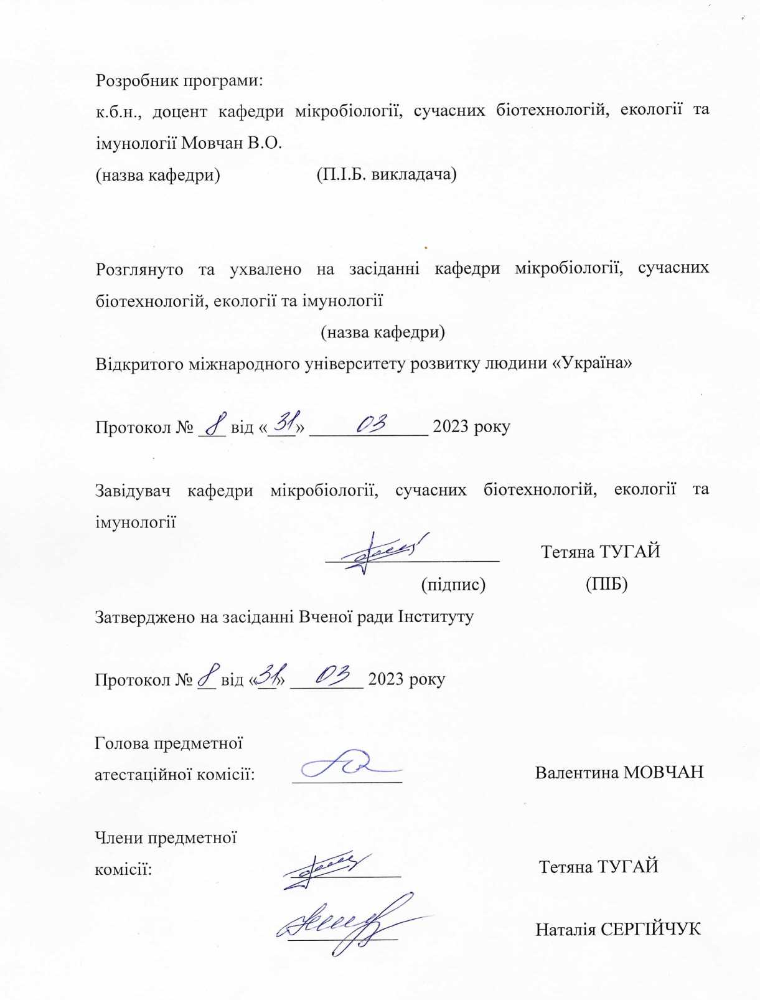 Розробник програми:
к.б.н., доцент кафедри мікробіології, сучасних біотехнологій, екології та
імунології Мовчан В.О.
(назва кафедри) (П.І.Б. викладача)
Розглянуто та ухвалено на засіданні кафедри мікробіології, сучасних
біотехнологій, екології та імунології
(назва кафедри)
Відкритого міжнародного університету розвитку людини «Україна»
Протокол № 8 від «31» 03 2023 року
Завідувач кафедри мікробіології, сучасних біотехнологій, екології та
імунології
Тетяна ТУГАЙ
(підпис) (ПІБ)
Затверджено на засіданні Вченої ради Інституту
Протокол № 8 від «31» 03 2023 року
Голова предметної
атестаційної комісії: Валентина МОВЧАН
Члени предметної
комісії: Тетяна ТУГАЙ
Наталія СЕРГІЙЧУК